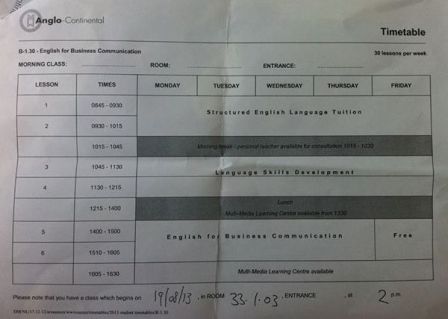 Anglo-Continental
Timetable
B-1.30 - English for Business Communication
30 lessons per week
MORNING CLASS: ROOM: ENTRANCE:
LESSON TIMES MONDAY TUESDAY WEDNESDAY THURSDAY FRIDAY
1 0845 - 0930
Structured English Language Tuition
2 0930 - 1015
1015 - 1045 Morning break - personal teacher available for consultation 1015 - 1030
3 1045 - 1130
Language Skills Development
4 1130 - 1215
1215 - 1400 Lunch
Multi-Media Learning Centre available from 1330
5 1400 - 1500
English for Business Communication Free
6 1510 - 1605
1605 - 1630 Multi-Media Learning Centre available
Please note that you have a class which begins on 19/08/13, in ROOM 33.1.03, ENTRANCE , at 2 p.m.